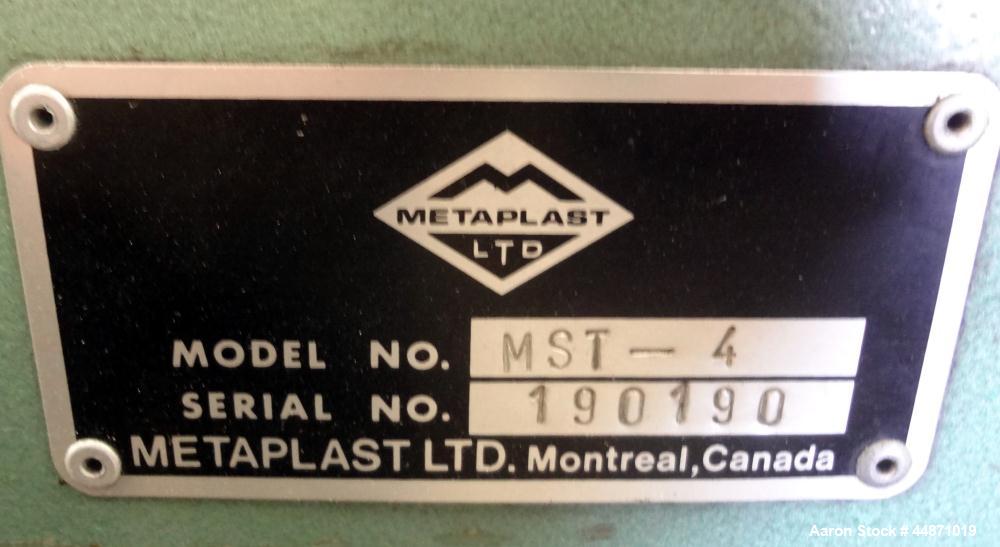 METAPLAST
LTD
MODEL NO. MST - 4
SERIAL NO. 190190
METAPLAST LTD. Montreal, Canada
Aaron Stock # 44871019